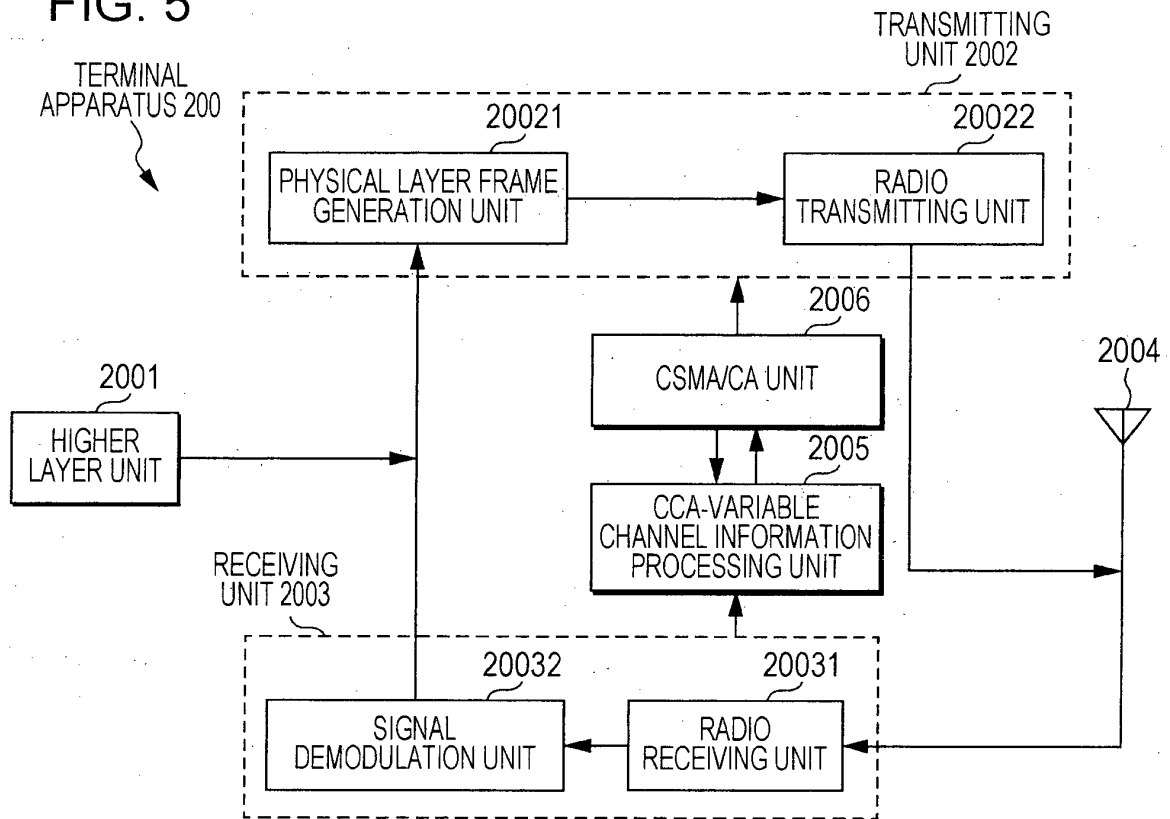 FIG. 5
TRANSMITTING
UNIT 2002
TERMINAL
APPARATUS 200
20021
20022
PHYSICAL LAYER FRAME
GENERATION UNIT
RADIO
TRANSMITTING UNIT
2006
CSMA/CA UNIT
2004
2001
HIGHER
LAYER UNIT
2005
CCA-VARIABLE
CHANNEL INFORMATION
PROCESSING UNIT
RECEIVING
UNIT 2003
20032
20031
SIGNAL
DEMODULATION UNIT
RADIO
RECEIVING UNIT